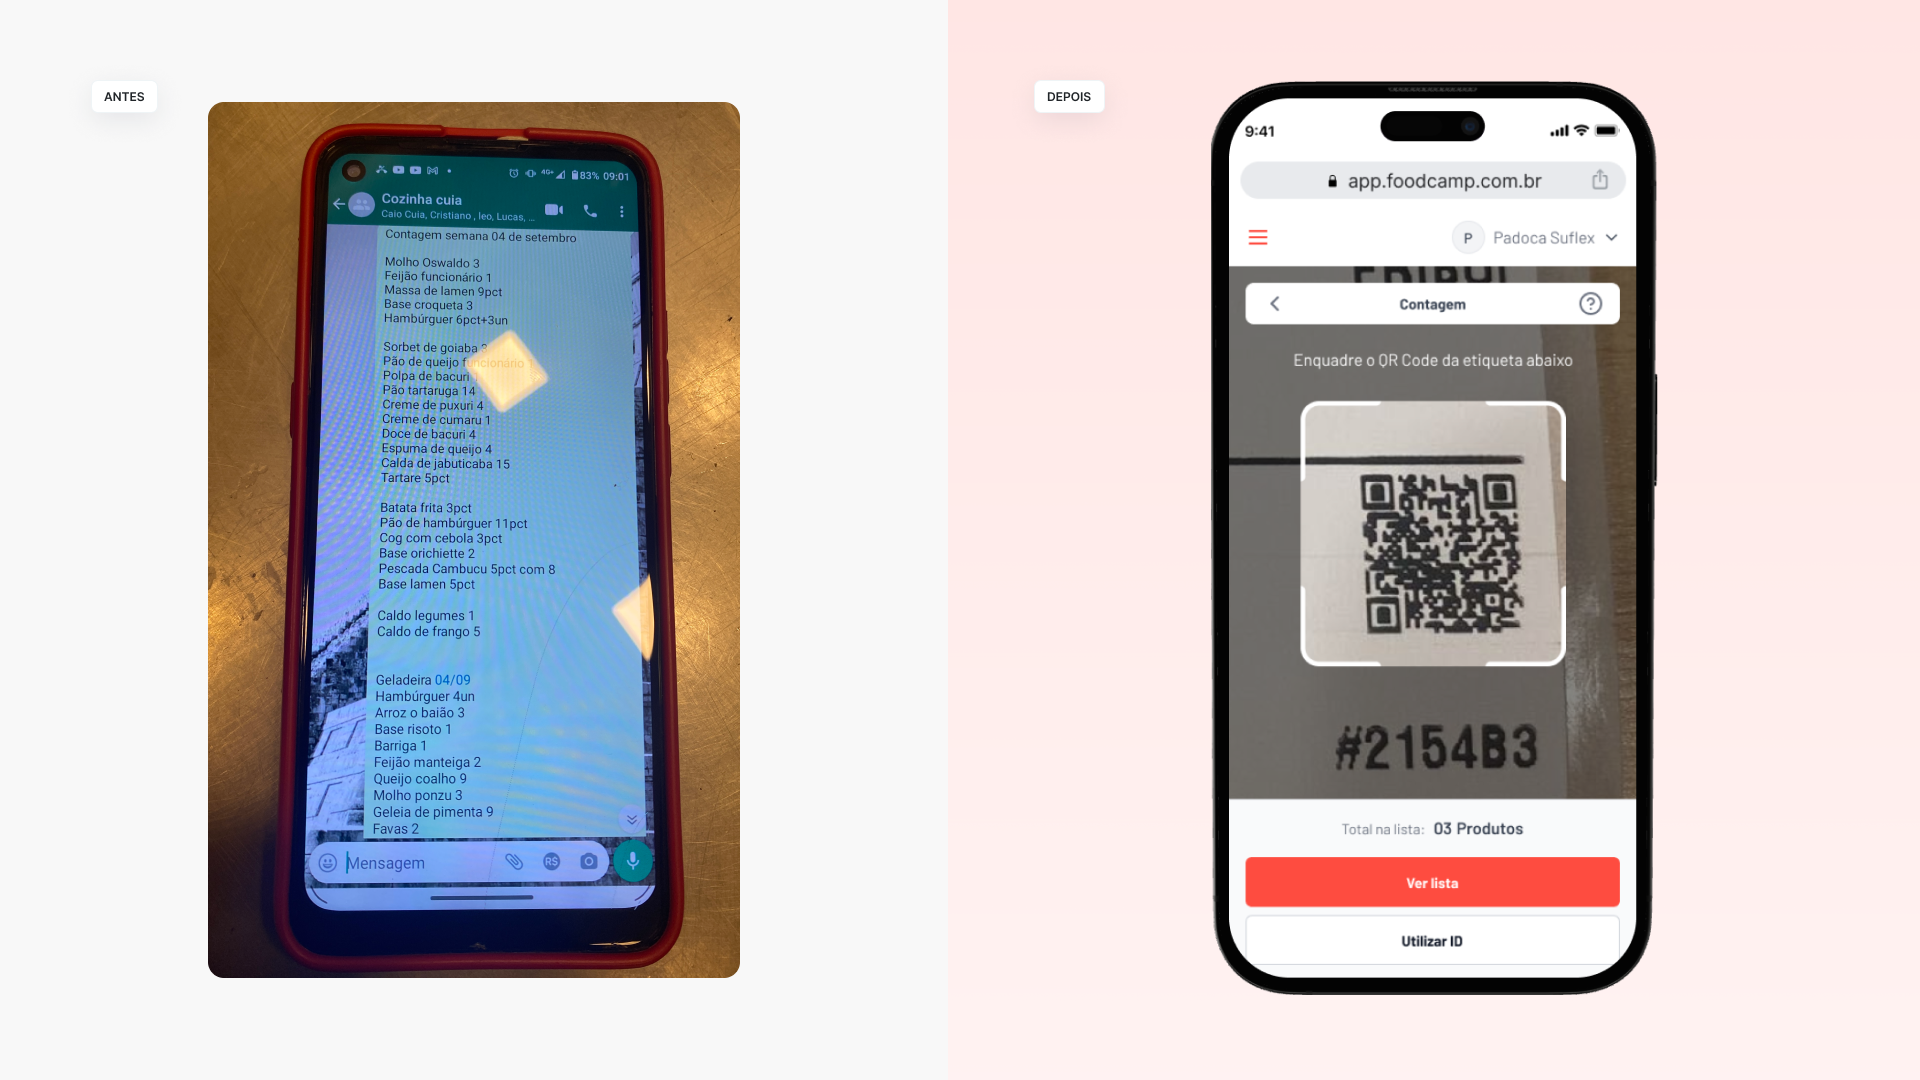 ANTES
83% 09:01
Cozinha cuia
Caio Cuia, Cristiano , leo, Lucas, ...
Contagem semana 04 de setembro
Molho Oswaldo 3
Feijão funcionário 1
Massa de lamen 9pct
Base croqueta 3
Hambúrguer 6pct+3un
Sorbet de goiaba
Pão de queijo funcionário
Polpa de bacuri
Pão tartaruga 14
Creme de puxuri 4
Creme de cumaru 1
Doce de bacuri 4
Espuma de queijo 4
Calda de jabuticaba 15
Tartare 5pct
Batata frita 3pct
Pão de hambúrguer 11pct
Cog com cebola 3pct
Base orichiette 2
Pescada Cambucu 5pct com 8
Base lamen 5pct
Caldo legumes 1
Caldo de frango 5
Geladeira 04/09
Hambúrguer 4un
Arroz o baião 3
Base risoto 1
Barriga 1
Feijão manteiga 2
Queijo coalho 9
Molho ponzu 3
Geleia de pimenta 9
Favas 2
Mensagem
R$
DEPOIS
9:41
app.foodcamp.com.br
P Padoca Suflex
Contagem
Enquadre o QR Code da etiqueta abaixo
#2154B3
Total na lista: 03 Produtos
Ver lista
Utilizar ID